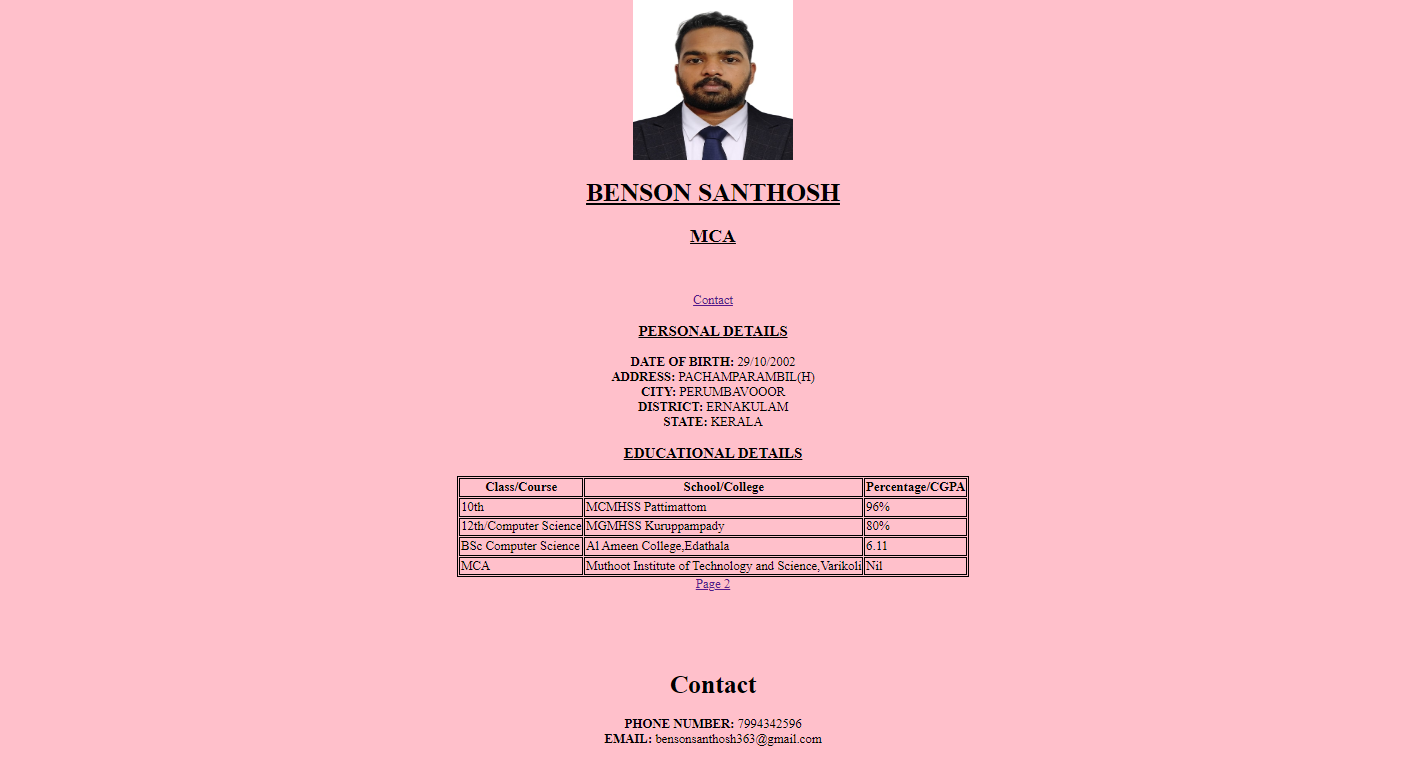 BENSON SANTHOSH
MCA
Contact
PERSONAL DETAILS
DATE OF BIRTH: 29/10/2002
ADDRESS: PACHAMPARAMBIL(H)
CITY: PERUMBAVOOOR
DISTRICT: ERNAKULAM
STATE: KERALA
EDUCATIONAL DETAILS
Class/Course School/College Percentage/CGPA
10th MCMHSS Pattimattom 96%
12th/Computer Science MGMHSS Kuruppampady 80%
BSc Computer Science Al Ameen College,Edathala 6.11
MCA Muthoot Institute of Technology and Science,Varikoli Nil
Page 2
Contact
PHONE NUMBER: 7994342596
EMAIL: bensonsanthosh363@gmail.com